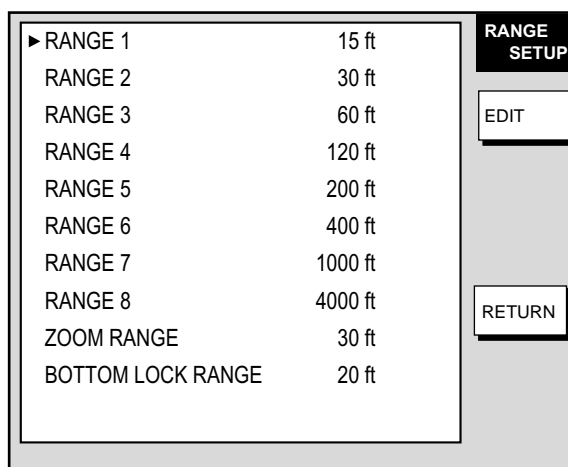 ►RANGE 1 15 ft
RANGE 2 30 ft
RANGE 3 60 ft
RANGE 4 120 ft
RANGE 5 200 ft
RANGE 6 400 ft
RANGE 7 1000 ft
RANGE 8 4000 ft
ZOOM RANGE 30 ft
BOTTOM LOCK RANGE 20 ft
RANGE
SETUP
EDIT
RETURN